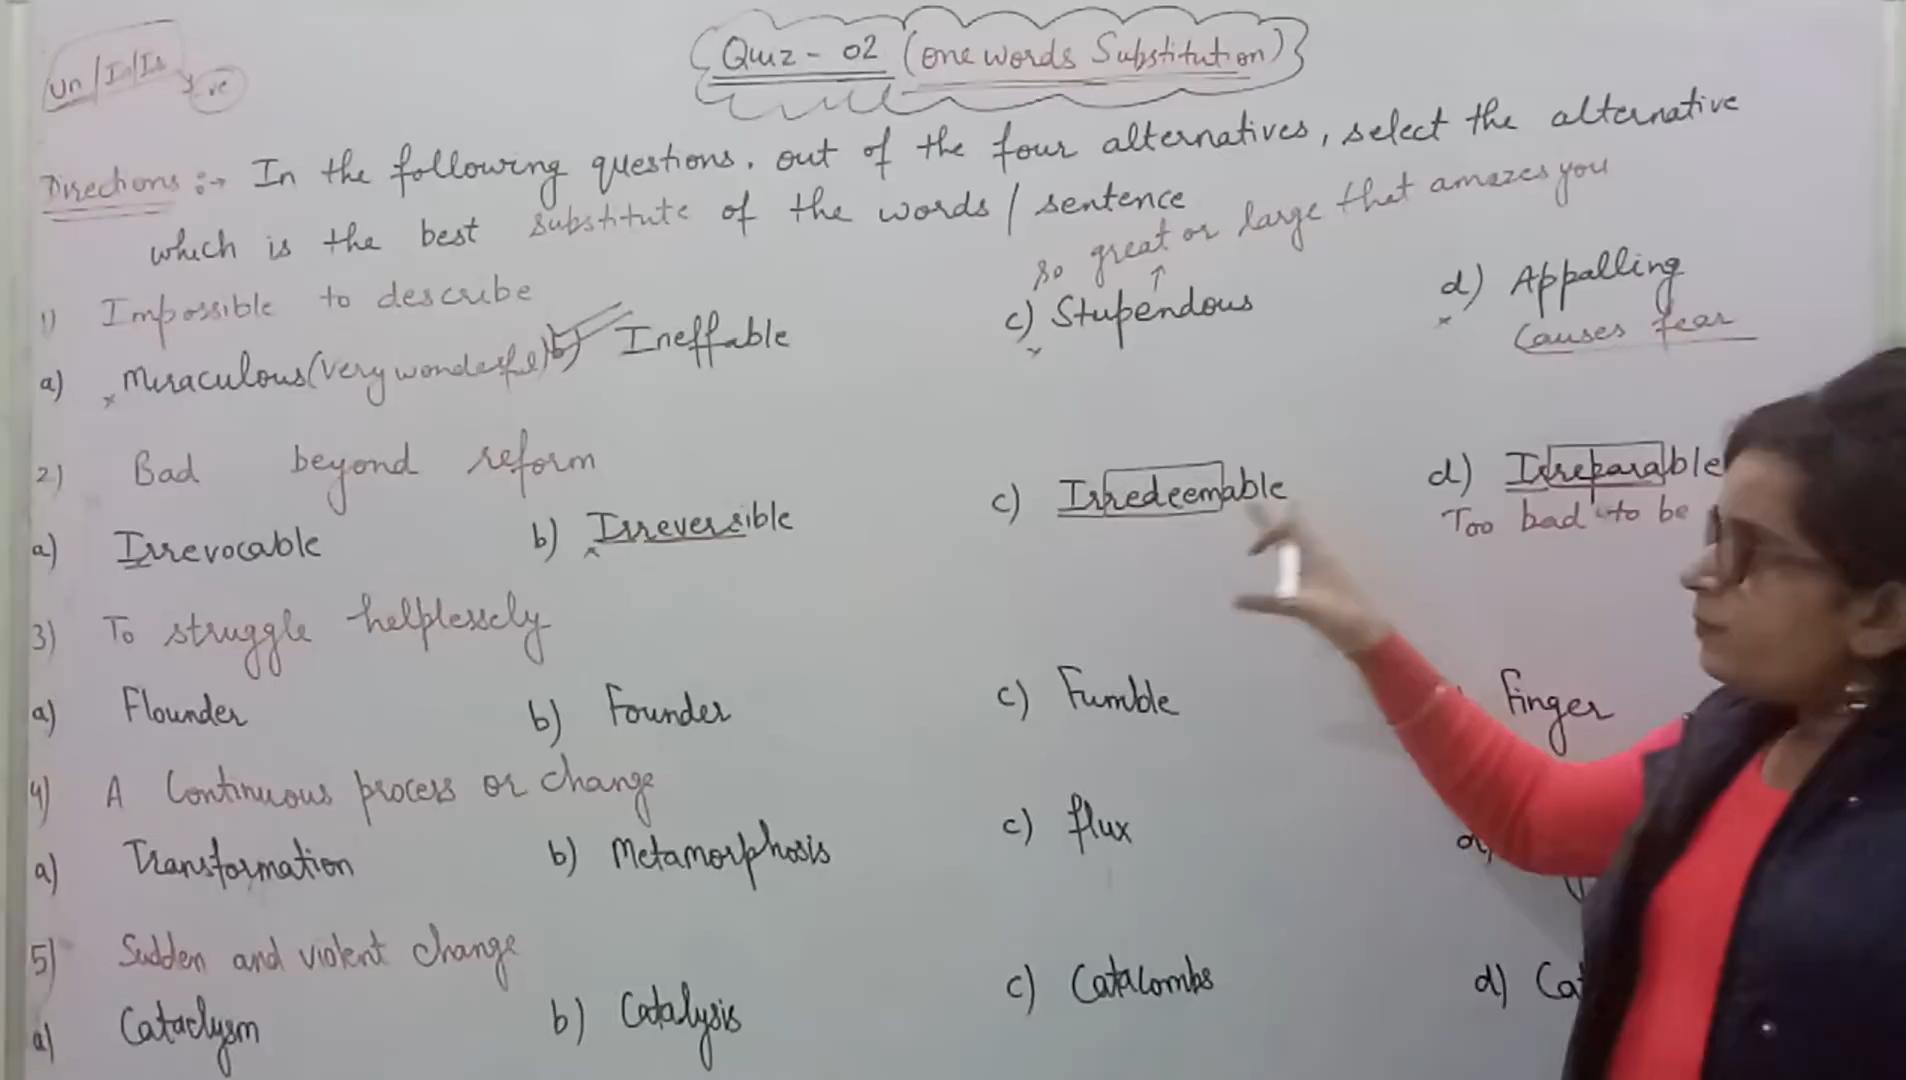 Un/In/Is
ve
Quiz - 02 (one words Substitution)
Directions :→ In the following questions, out of the four alternatives, select the alternative
which is the best substitute of the words / sentence
so great or large that amazes you
1) Impossible to describe
a) Miraculous (very wonderful) b) Ineffable c) Stupendous d) Appalling
Causes fear
2) Bad beyond reform
a) Irrevocable b) Irreversible c) Irredeemable d) Irreparable
Too bad to be
3) To struggle helplessely
a) Flounder b) Founder c) Fumble Finger
4) A Continuous process or change
a) Transformation b) Metamorphosis c) flux
5) Sudden and violent change
a) Cataclysm b) Catalysis c) Catacombs d) Cat